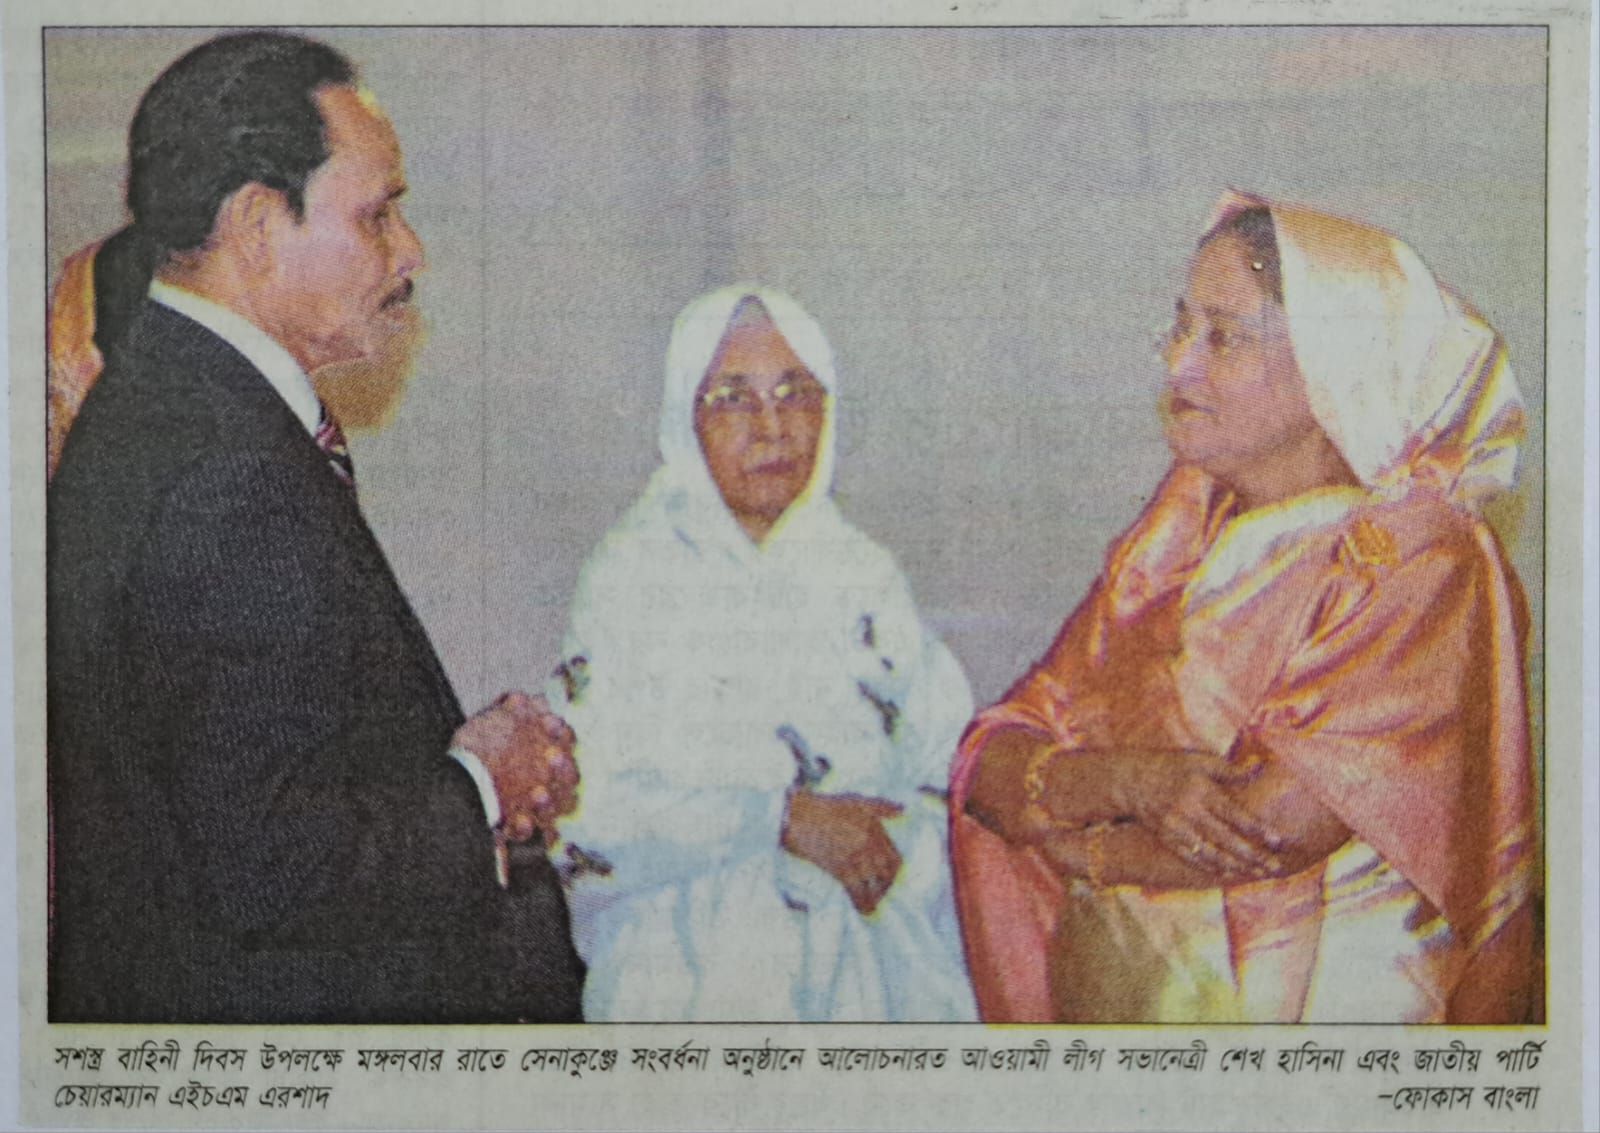 সশস্ত্র বাহিনী দিবস উপলক্ষে মঙ্গলবার রাতে সেনাকুঞ্জে সংবর্ধনা অনুষ্ঠানে আলোচনারত আওয়ামী লীগ সভানেত্রী শেখ হাসিনা এবং জাতীয় পার্টি
চেয়ারম্যান এইচএম এরশাদ –ফোকাস বাংলা